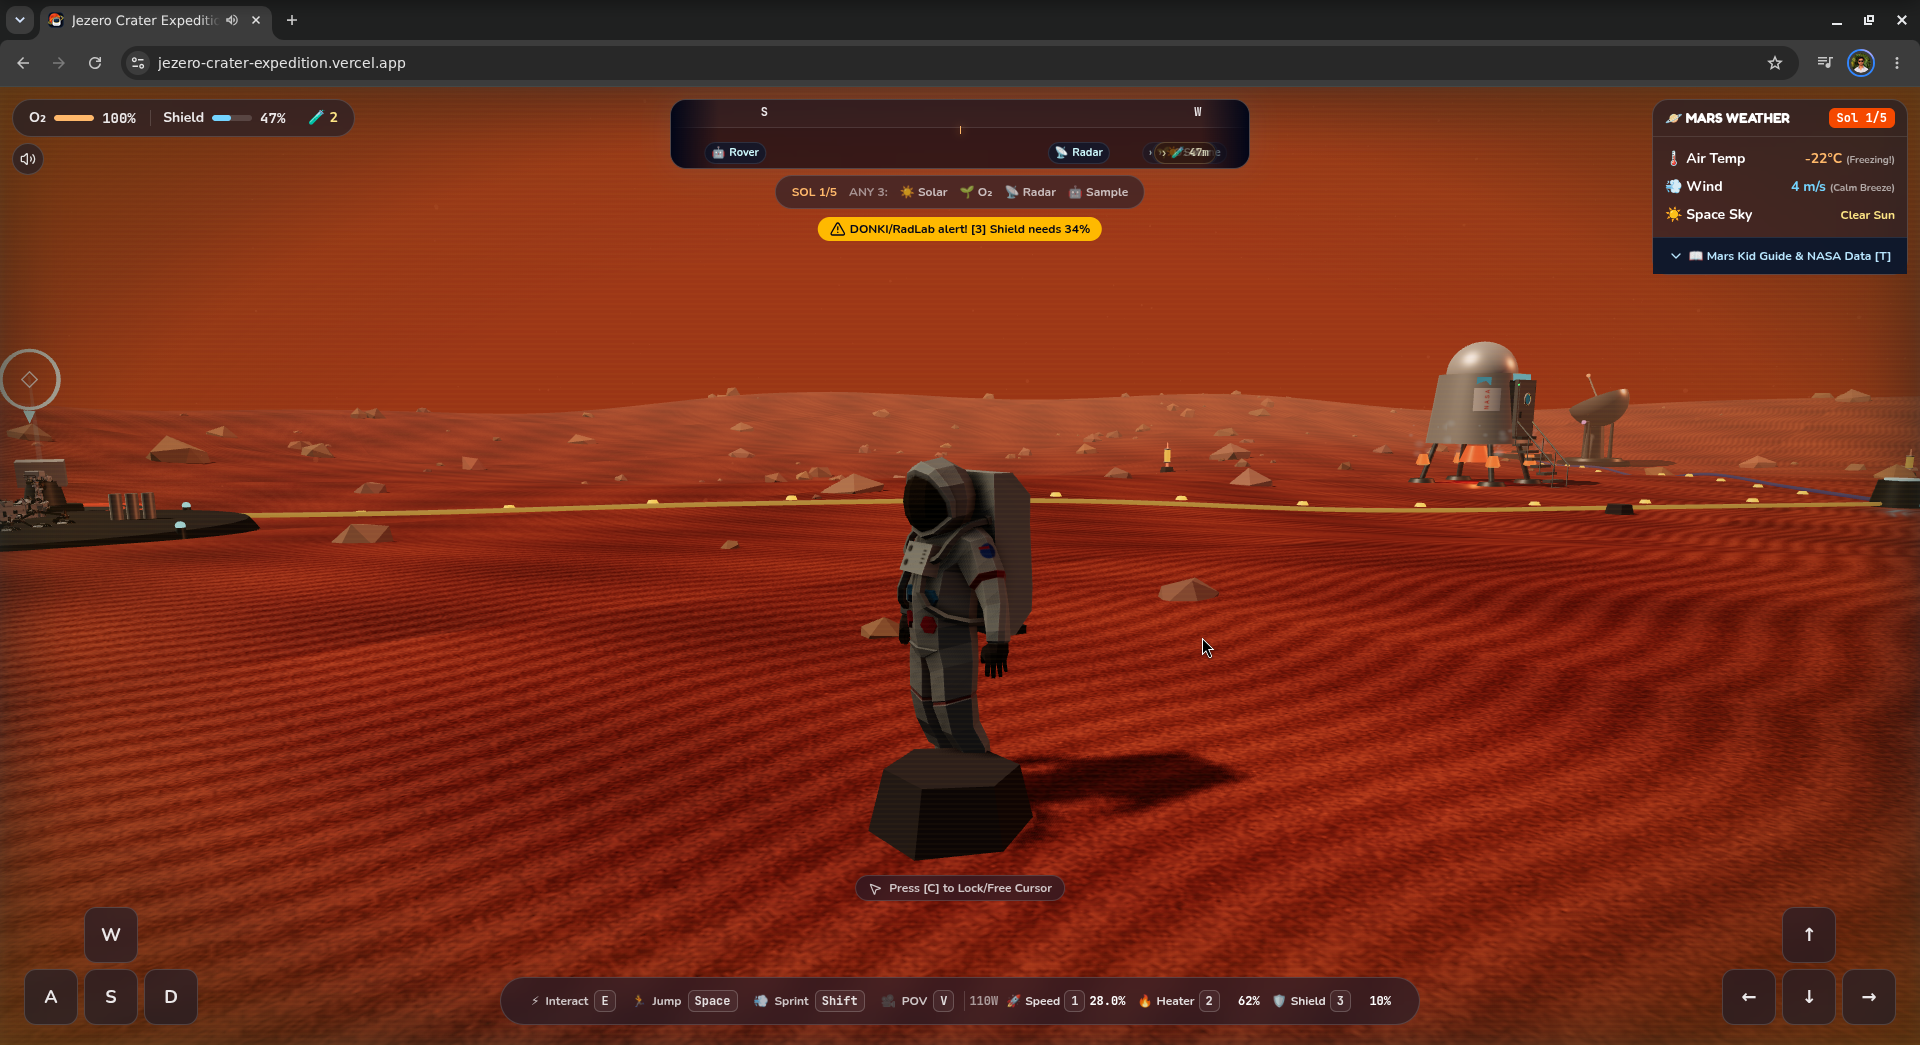 Jezero Crater Expediti
jezero-crater-expedition.vercel.app
O₂ 100% Shield 47% 2
S W
Rover Radar 47m
SOL 1/5 ANY 3: Solar O₂ Radar Sample
DONKI/RadLab alert! [3] Shield needs 34%
MARS WEATHER Sol 1/5
Air Temp -22°C (Freezing!)
Wind 4 m/s (Calm Breeze)
Space Sky Clear Sun
Mars Kid Guide & NASA Data [T]
NASA
Press [C] to Lock/Free Cursor
W
A S D
Interact E Jump Space Sprint Shift POV V 110W Speed 1 28.0% Heater 2 62% Shield 3 10%
↑
← ↓ →